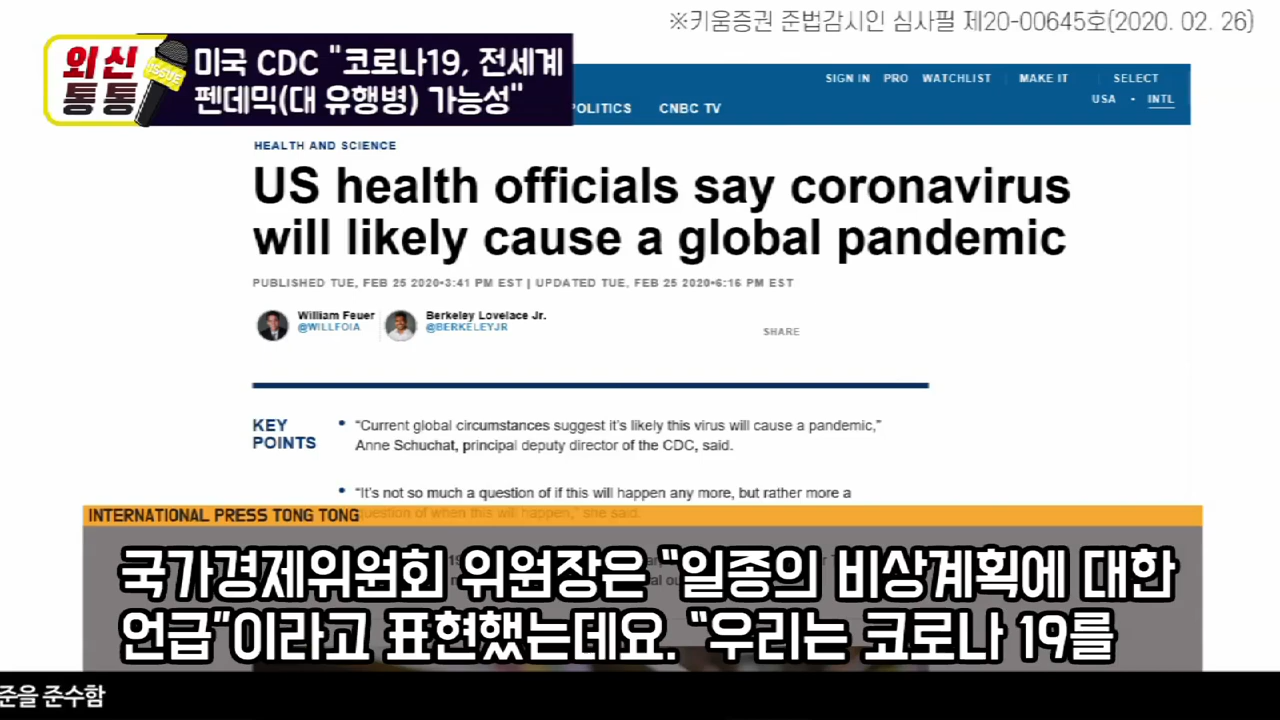 ※키움증권 준법감시인 심사필 제20-00645호(2020. 02. 26)
외신
통통
ISSUE
미국 CDC "코로나19, 전세계
펜데믹(대 유행병) 가능성"
SIGN IN PRO WATCHLIST MAKE IT SELECT
USA • INTL
POLITICS CNBC TV
HEALTH AND SCIENCE
US health officials say coronavirus
will likely cause a global pandemic
PUBLISHED TUE, FEB 25 2020•3:41 PM EST | UPDATED TUE, FEB 25 2020•6:16 PM EST
William Feuer
@WILLFOIA
Berkeley Lovelace Jr.
@BERKELEYJR
SHARE
KEY
POINTS
• “Current global circumstances suggest it’s likely this virus will cause a pandemic,”
Anne Schuchat, principal deputy director of the CDC, said.
• “It’s not so much a question of if this will happen any more, but rather more a
question of when this will happen,” she said.
INTERNATIONAL PRESS TONG TONG
국가경제위원회 위원장은 “일종의 비상계획에 대한
언급”이라고 표현했는데요. “우리는 코로나 19를
준을 준수함